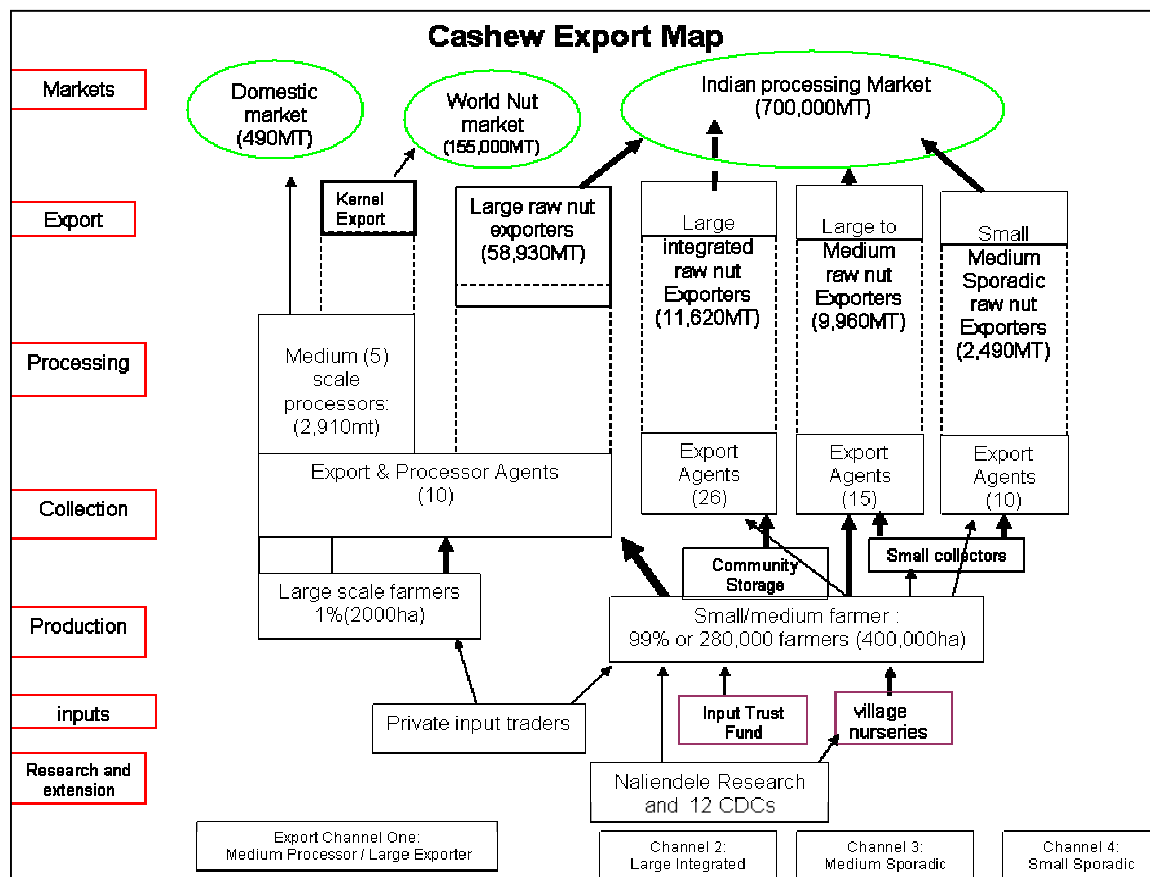 Cashew Export Map
Markets
Domestic
market
(490MT)
World Nut
market
(155,000MT)
Indian processing Market
(700,000MT)
Export
Kernel
Export
Large raw nut
exporters
(58,930MT)
Large
integrated
raw nut
Exporters
(11,620MT)
Large to
Medium
raw nut
Exporters
(9,960MT)
Small
Medium
Sporadic
raw nut
Exporters
(2,490MT)
Processing
Medium (5)
scale
processors:
(2,910mt)
Collection
Export & Processor Agents
(10)
Export
Agents
(26)
Export
Agents
(15)
Export
Agents
(10)
Community
Storage
Small collectors
Production
Large scale farmers
1%(2000ha)
Small/medium farmer :
99% or 280,000 farmers (400,000ha)
inputs
Private input traders
Input Trust
Fund
village
nurseries
Research and
extension
Naliendele Research
and 12 CDCs
Export Channel One:
Medium Processor / Large Exporter
Channel 2:
Large Integrated
Channel 3:
Medium Sporadic
Channel 4:
Small Sporadic